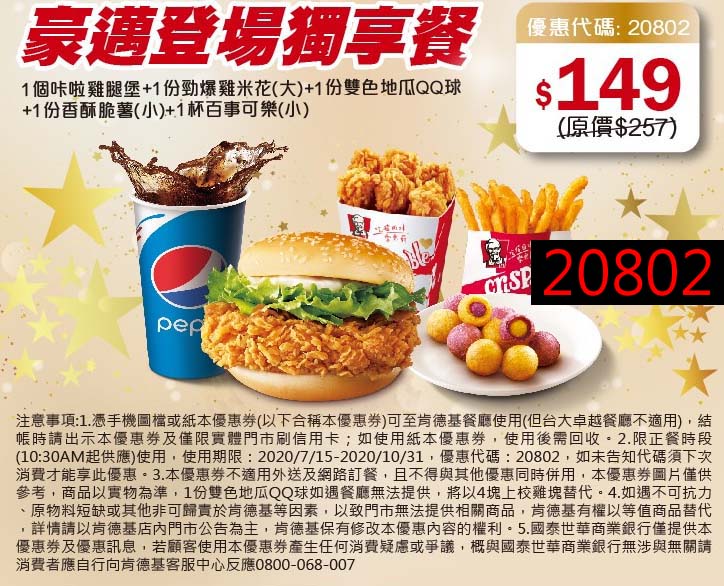 豪邁登場獨享餐
優惠代碼: 20802
$149
(原價$257)
1個咔啦雞腿堡+1份勁爆雞米花(大)+1份雙色地瓜QQ球
+1份香酥脆薯(小)+1杯百事可樂(小)
20802
pep
crisp
注意事項:1.憑手機圖檔或紙本優惠券(以下合稱本優惠券)可至肯德基餐廳使用(但台大卓越餐廳不適用)，結
帳時請出示本優惠券及僅限實體門市刷信用卡；如使用紙本優惠券，使用後需回收。2.限正餐時段
(10:30AM起供應)使用，使用期限：2020/7/15-2020/10/31，優惠代碼：20802，如未告知代碼須下次
消費才能享此優惠。3.本優惠券不適用外送及網路訂餐，且不得與其他優惠同時併用，本優惠券圖片僅供
參考，商品以實物為準，1份雙色地瓜QQ球如遇餐廳無法提供，將以4塊上校雞塊替代。4.如遇不可抗力
、原物料短缺或其他非可歸責於肯德基等因素，以致門市無法提供相關商品，肯德基有權以等值商品替代
，詳情請以肯德基店內門市公告為主，肯德基保有修改本優惠內容的權利。5.國泰世華商業銀行僅提供本
優惠券及優惠訊息，若顧客使用本優惠券產生任何消費疑慮或爭議，概與國泰世華商業銀行無涉與無關請
消費者應自行向肯德基客服中心反應0800-068-007